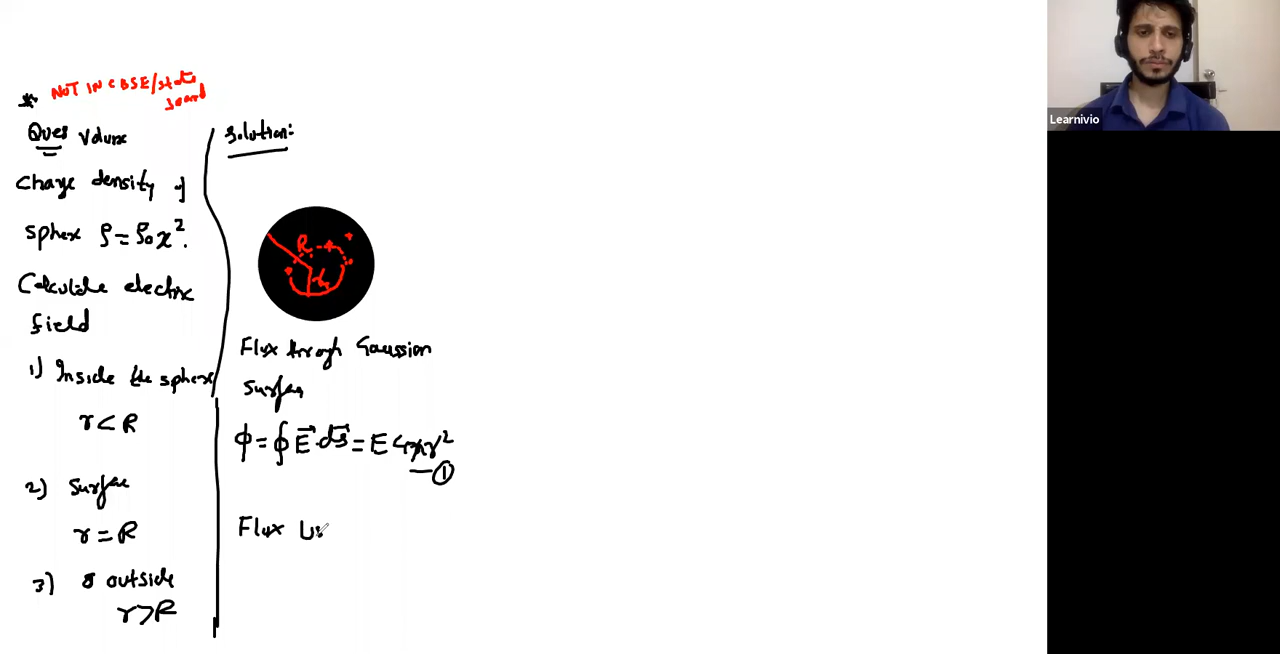 * NOT IN CBSE/state
board
Ques Volume
Charge density of
sphere ρ = ρ₀x².
Calculate electric
field
1) Inside the sphere
r < R
2) Surface
r = R
3) outside
r > R
Solution:
R
r
Flux through Gaussian
Surface
ϕ = ∮ E⃗ · ds⃗ = E 4πr²
— ①
Flux
Learnivio